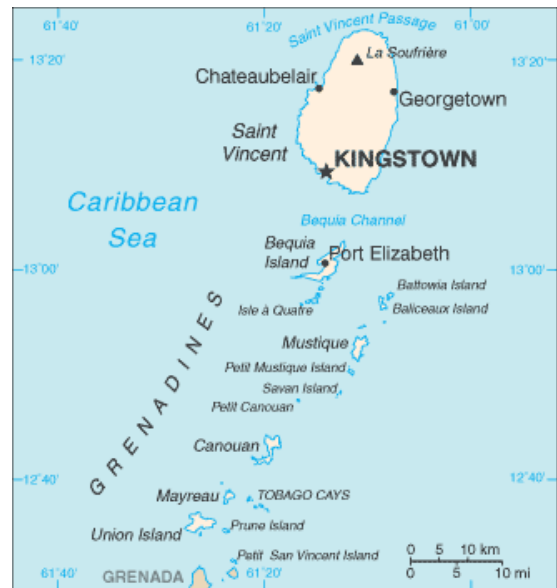 61°40' 61°20' 61°00'
Saint Vincent Passage
13°20' 13°20'
La Soufrière
Chateaubelair
Georgetown
Saint
Vincent
KINGSTOWN
Caribbean
Sea
Bequia Channel
Bequia
Island
Port Elizabeth
13°00' 13°00'
Battowia Island
Isle à Quatre
Baliceaux Island
GRENADINES
Mustique
Petit Mustique Island
Savan Island
Petit Canouan
Canouan
12°40' 12°40'
Mayreau
TOBAGO CAYS
Union Island
Prune Island
Petit San Vincent Island
GRENADA
0 5 10 km
0 5 10 mi
61°40' 61°20'